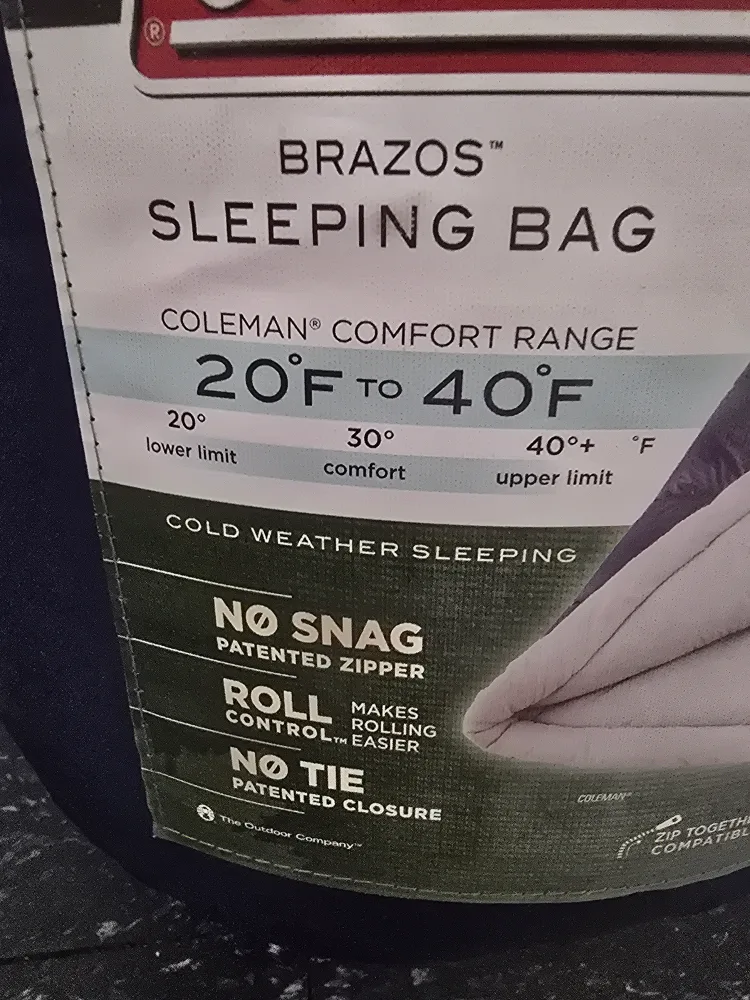 ®
BRAZOS™
SLEEPING BAG
COLEMAN® COMFORT RANGE
20°F TO 40°F
20° 30° 40°+ °F
lower limit comfort upper limit
COLD WEATHER SLEEPING
NØ SNAG
PATENTED ZIPPER
ROLL CONTROL™ MAKES ROLLING EASIER
NØ TIE
PATENTED CLOSURE
The Outdoor Company™
COLEMAN®
ZIP TOGETH
COMPATIBL